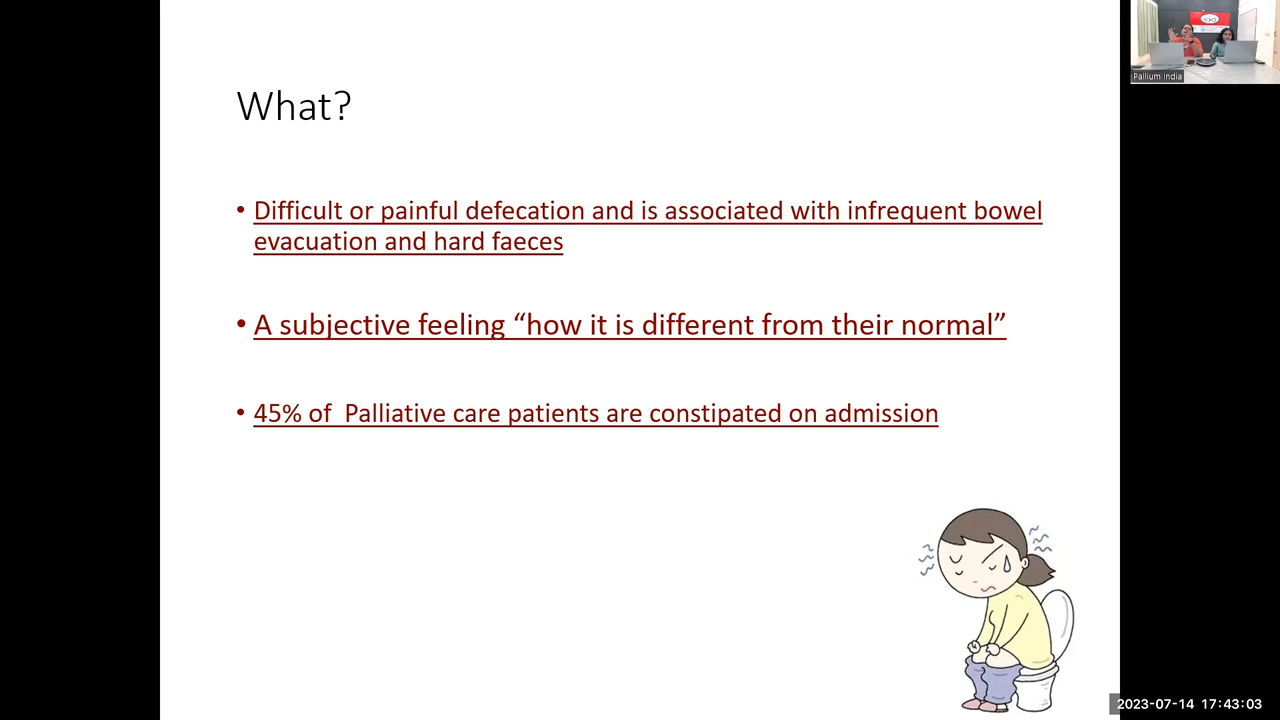 What?
• Difficult or painful defecation and is associated with infrequent bowel
evacuation and hard faeces
• A subjective feeling “how it is different from their normal”
• 45% of  Palliative care patients are constipated on admission
Pallium India
2023-07-14 17:43:03